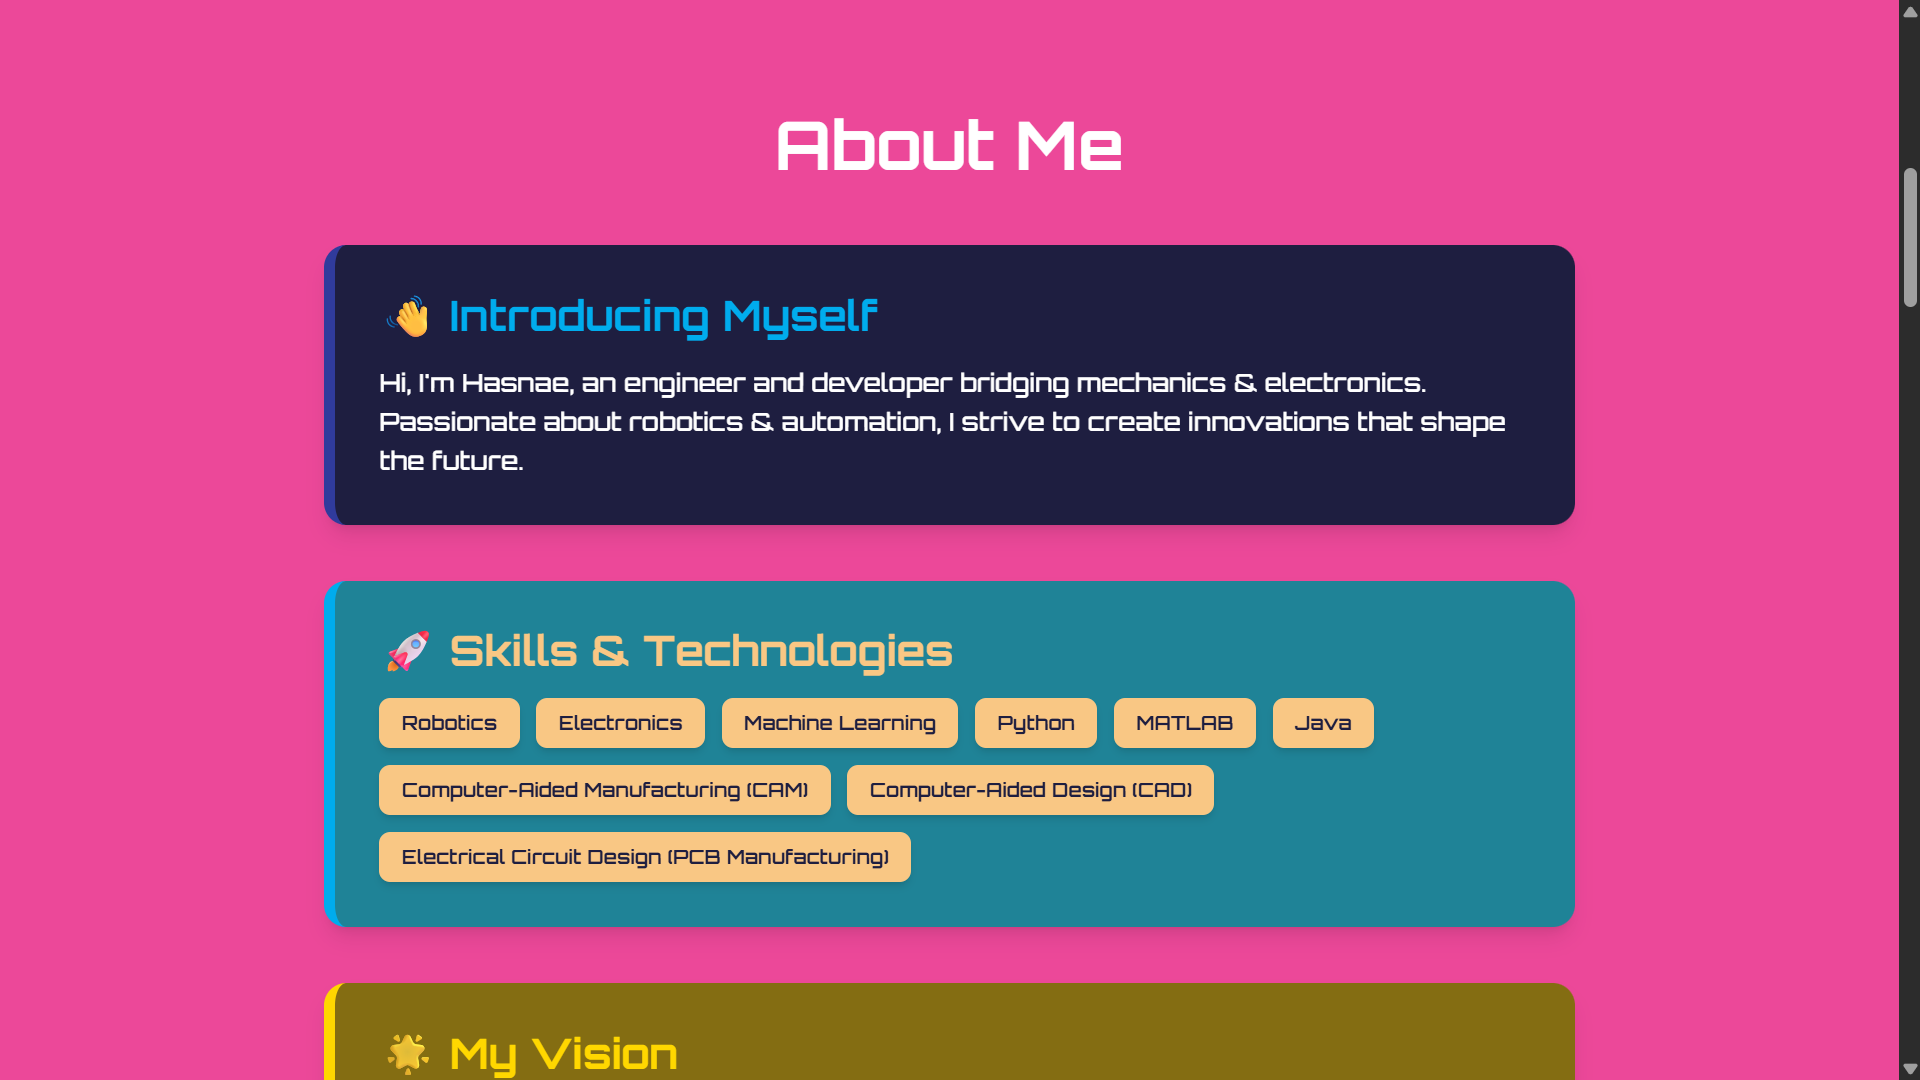 About Me
Introducing Myself
Hi, I'm Hasnae, an engineer and developer bridging mechanics & electronics.
Passionate about robotics & automation, I strive to create innovations that shape
the future.
Skills & Technologies
Robotics Electronics Machine Learning Python MATLAB Java
Computer-Aided Manufacturing (CAM) Computer-Aided Design (CAD)
Electrical Circuit Design (PCB Manufacturing)
My Vision